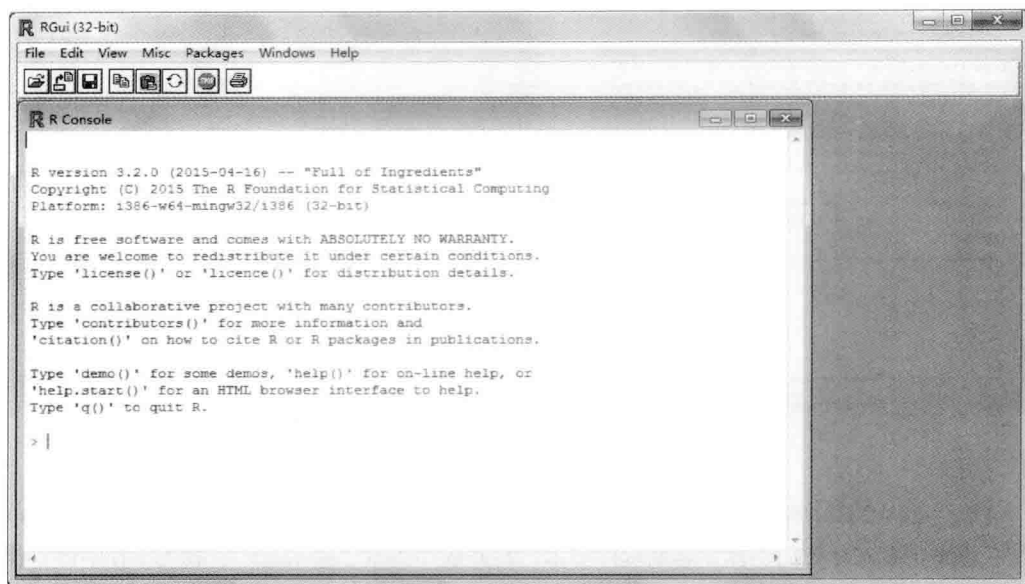 RGui (32-bit)
File Edit View Misc Packages Windows Help
R Console
R version 3.2.0 (2015-04-16) -- "Full of Ingredients"
Copyright (C) 2015 The R Foundation for Statistical Computing
Platform: i386-w64-mingw32/i386 (32-bit)
R is free software and comes with ABSOLUTELY NO WARRANTY.
You are welcome to redistribute it under certain conditions.
Type 'license()' or 'licence()' for distribution details.
R is a collaborative project with many contributors.
Type 'contributors()' for more information and
'citation()' on how to cite R or R packages in publications.
Type 'demo()' for some demos, 'help()' for on-line help, or
'help.start()' for an HTML browser interface to help.
Type 'q()' to quit R.
>